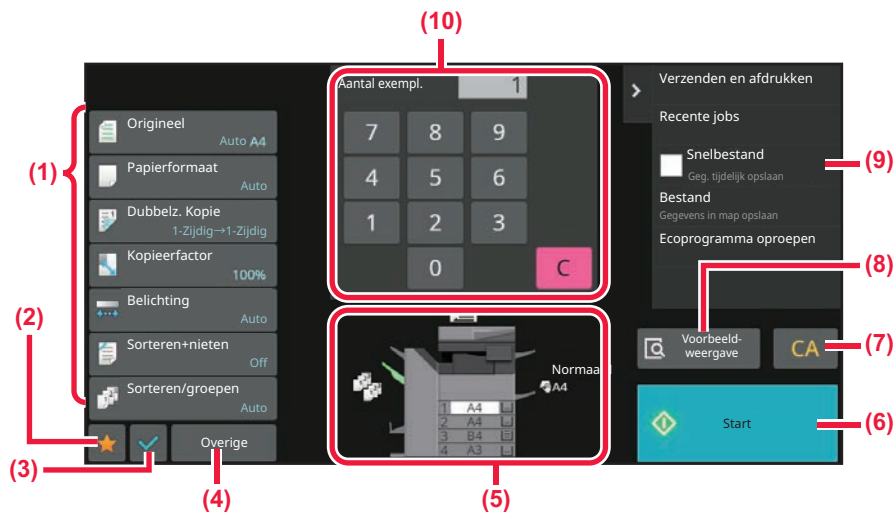 (10)
Aantal exempl. 1
7 8 9
4 5 6
1 2 3
0 C
(1)
Origineel
Auto A4
Papierformaat
Auto
Dubbelz. Kopie
1-Zijdig→1-Zijdig
Kopieerfactor
100%
Belichting
Auto
Sorteren+nieten
Off
Sorteren/groepen
Auto
(2)
(3)
Overige
(4)
Normaal
A4
1 A4
2 A4
3 B4
4 A3
(5)
Verzenden en afdrukken
Recente jobs
Snelbestand
Geg. tijdelijk opslaan
Bestand
Gegevens in map opslaan
Ecoprogramma oproepen
(9)
(8)
Voorbeeld-
weergave
CA
(7)
Start
(6)